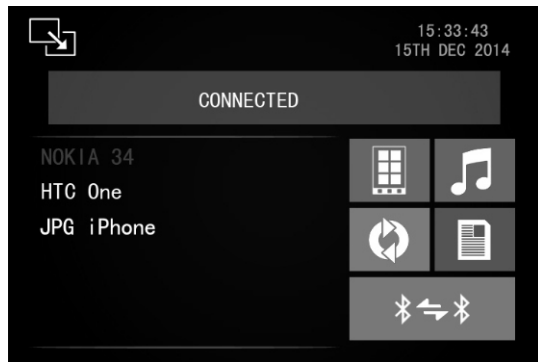 15:33:43
15TH DEC 2014
CONNECTED
NOKIA 34
HTC One
JPG iPhone